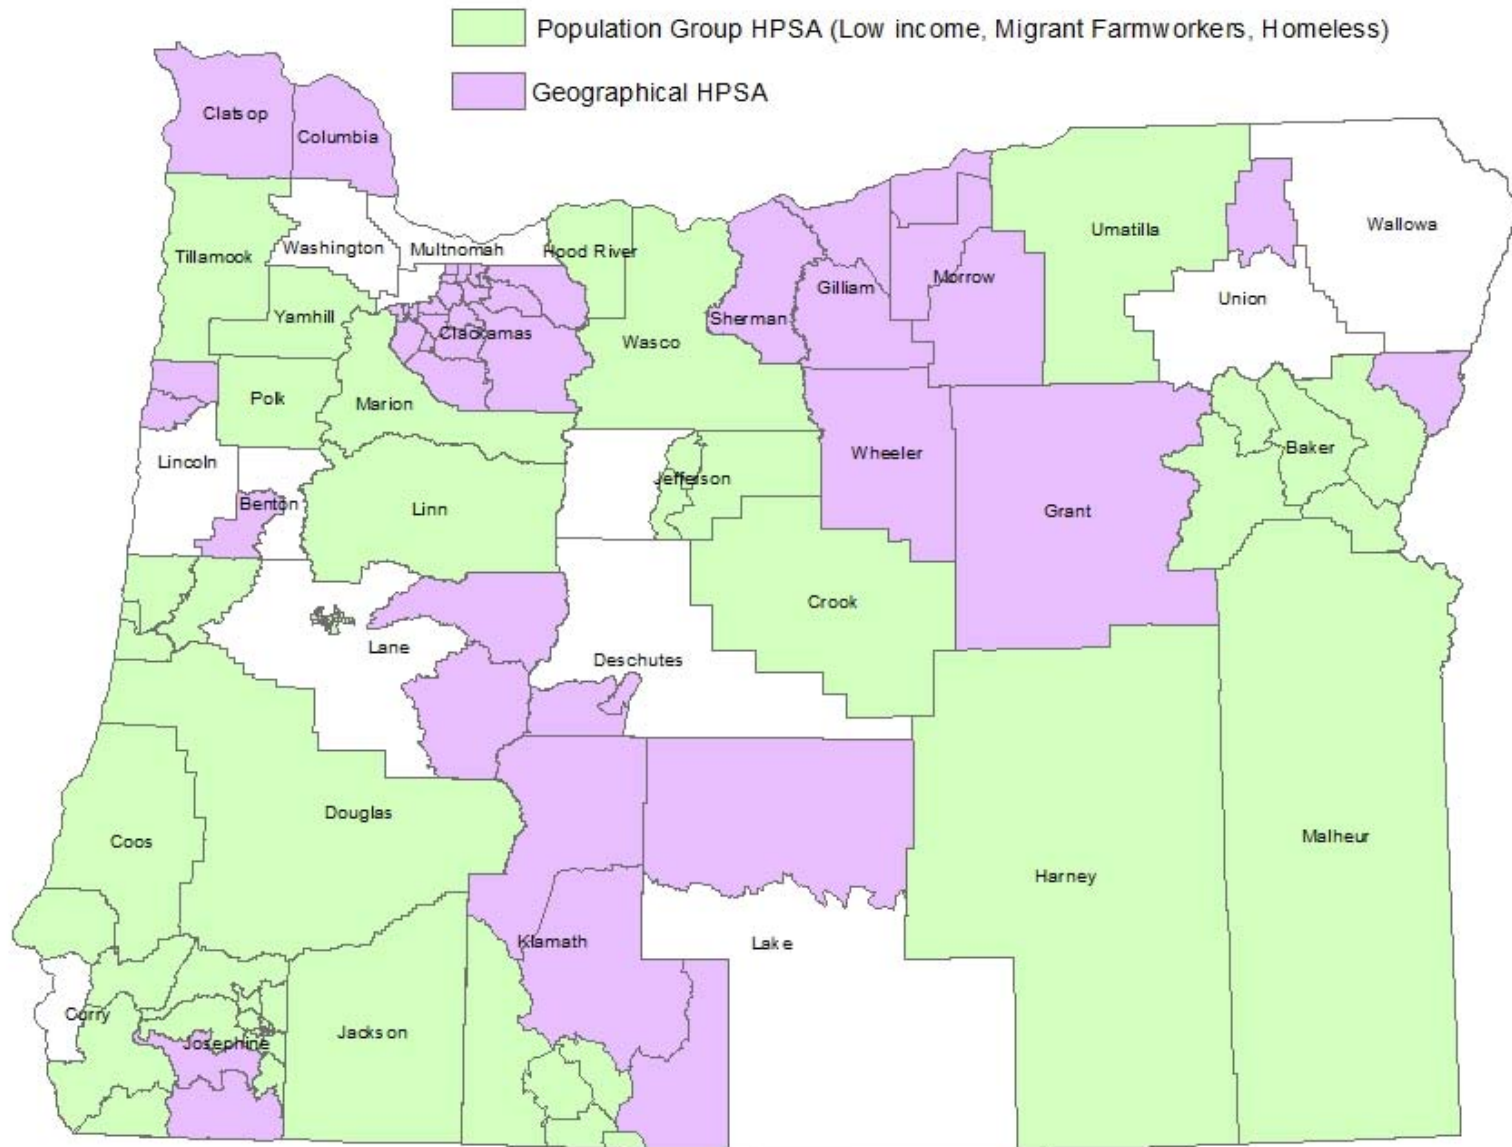 Population Group HPSA (Low income, Migrant Farmworkers, Homeless)
Geographical HPSA
Clatsop
Columbia
Tillamook
Washington
Multnomah
Hood River
Umatilla
Wallowa
Yamhill
Clackamas
Wasco
Sherman
Gilliam
Morrow
Union
Polk
Marion
Lincoln
Benton
Linn
Jefferson
Wheeler
Grant
Baker
Crook
Lane
Deschutes
Douglas
Coos
Malheur
Harney
Klamath
Lake
Curry
Josephine
Jackson